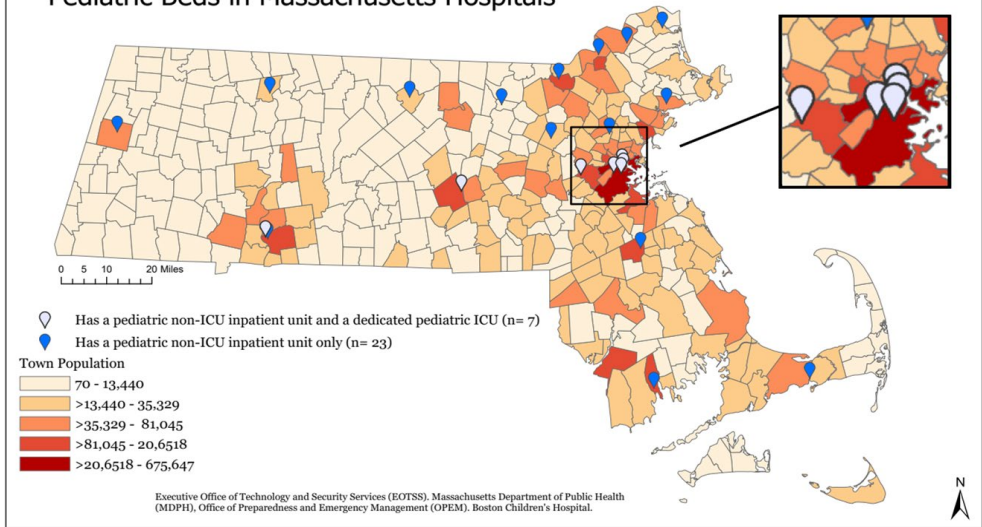 Pediatric Beds in Massachusetts Hospitals
0 5 10 20 Miles
Has a pediatric non-ICU inpatient unit and a dedicated pediatric ICU (n= 7)
Has a pediatric non-ICU inpatient unit only (n= 23)
Town Population
70 - 13,440
>13,440 - 35,329
>35,329 - 81,045
>81,045 - 20,6518
>20,6518 - 675,647
Executive Office of Technology and Security Services (EOTSS). Massachusetts Department of Public Health
(MDPH), Office of Preparedness and Emergency Management (OPEM). Boston Children's Hospital.
N